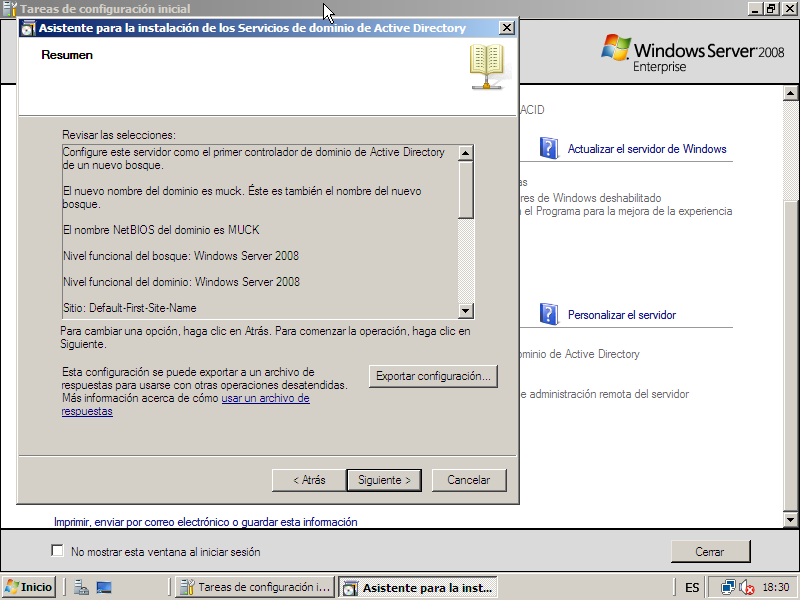 Tareas de configuración inicial
Asistente para la instalación de los Servicios de dominio de Active Directory
Resumen
Windows Server 2008
Enterprise
Revisar las selecciones:
Configure este servidor como el primer controlador de dominio de Active Directory
de un nuevo bosque.
El nuevo nombre del dominio es muck. Éste es también el nombre del nuevo
bosque.
El nombre NetBIOS del dominio es MUCK
Nivel funcional del bosque: Windows Server 2008
Nivel funcional del dominio: Windows Server 2008
Sitio: Default-First-Site-Name
Para cambiar una opción, haga clic en Atrás. Para comenzar la operación, haga clic en
Siguiente.
Esta configuración se puede exportar a un archivo de
respuestas para usarse con otras operaciones desatendidas.
Más información acerca de cómo usar un archivo de
respuestas
Exportar configuración...
< Atrás
Siguiente >
Cancelar
ACID
Actualizar el servidor de Windows
as
res de Windows deshabilitado
el Programa para la mejora de la experiencia
Personalizar el servidor
ominio de Active Directory
e administración remota del servidor
Imprimir, enviar por correo electrónico o guardar esta información
No mostrar esta ventana al iniciar sesión
Cerrar
Inicio
Tareas de configuración i...
Asistente para la inst...
ES
18:30